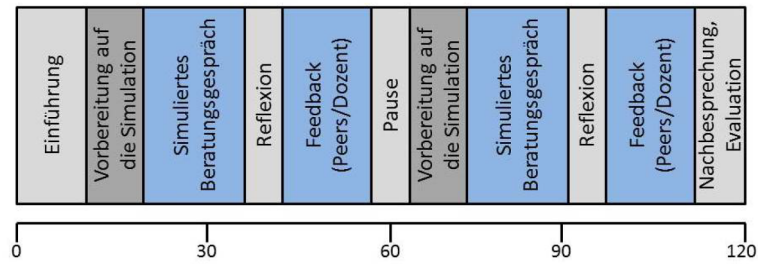 Einführung
Vorbereitung auf
die Simulation
Simuliertes
Beratungsgespräch
Reflexion
Feedback
(Peers/Dozent)
Pause
Vorbereitung auf
die Simulation
Simuliertes
Beratungsgespräch
Reflexion
Feedback
(Peers/Dozent)
Nachbesprechung,
Evaluation
0
30
60
90
120